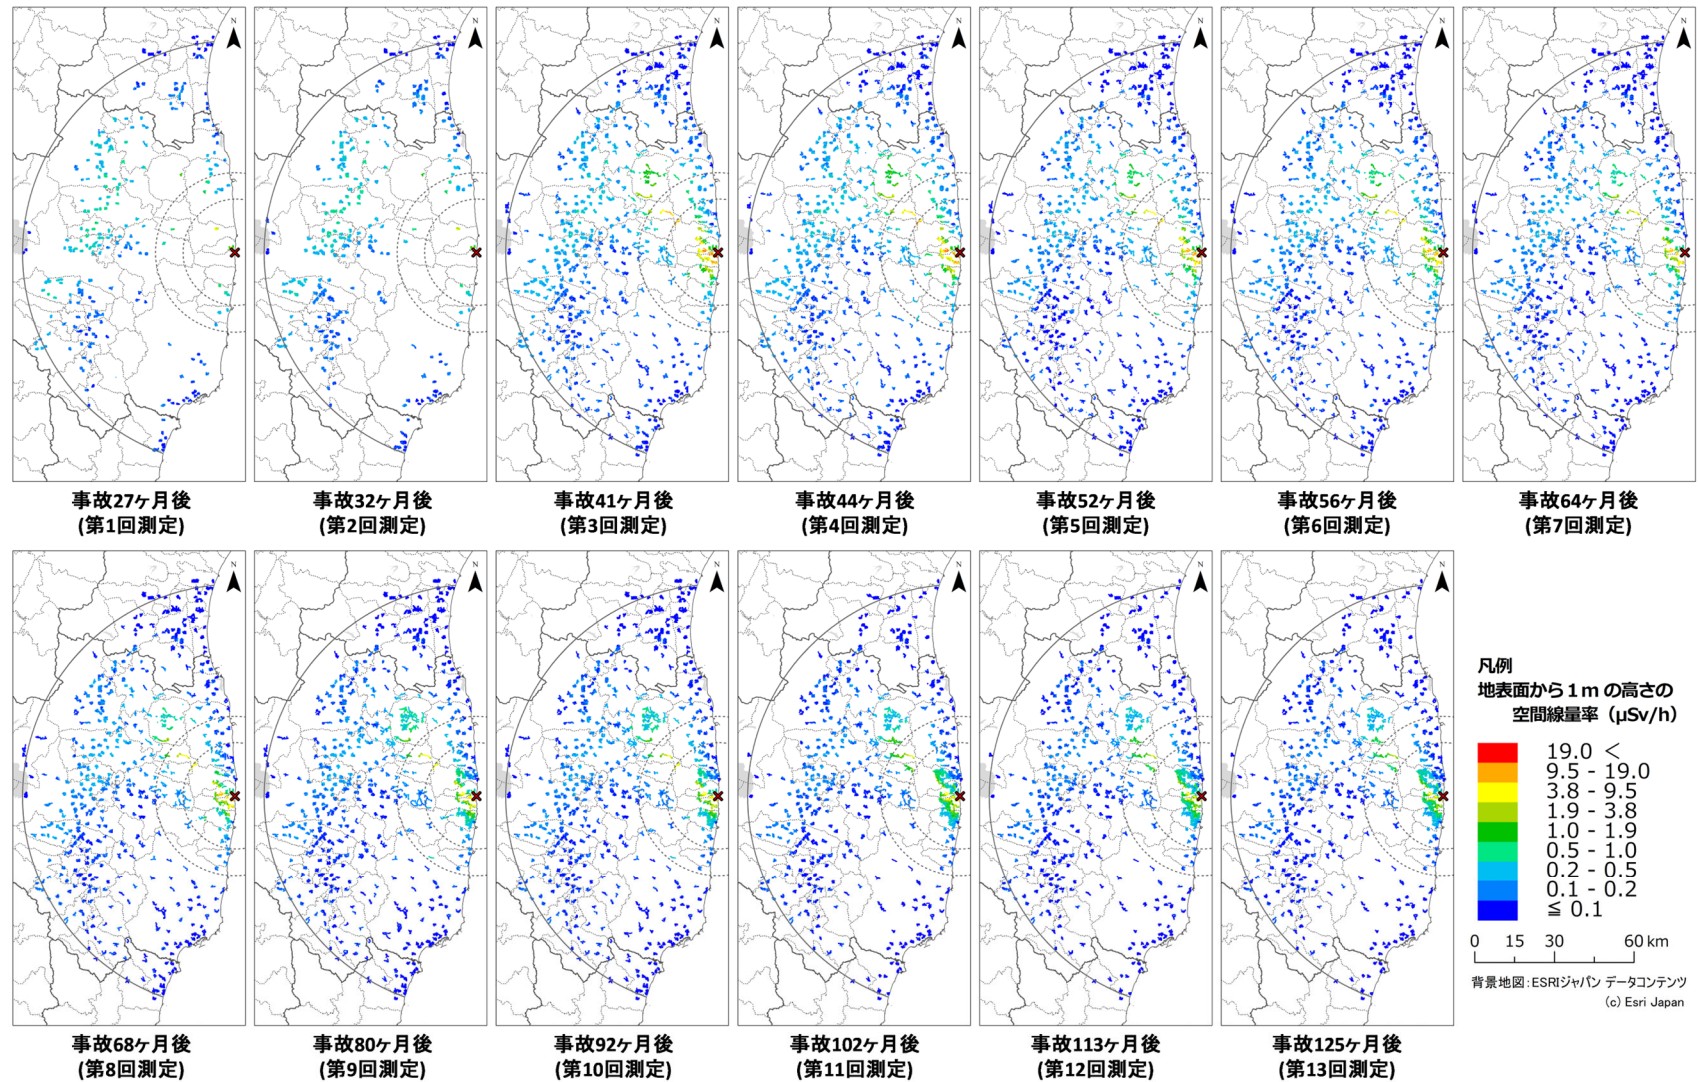 N
N
N
N
N
N
N
事故27ヶ月後
(第1回測定)
事故32ヶ月後
(第2回測定)
事故41ヶ月後
(第3回測定)
事故44ヶ月後
(第4回測定)
事故52ヶ月後
(第5回測定)
事故56ヶ月後
(第6回測定)
事故64ヶ月後
(第7回測定)
N
N
N
N
N
N
事故68ヶ月後
(第8回測定)
事故80ヶ月後
(第9回測定)
事故92ヶ月後
(第10回測定)
事故102ヶ月後
(第11回測定)
事故113ヶ月後
(第12回測定)
事故125ヶ月後
(第13回測定)
凡例
地表面から1mの高さの
空間線量率（μSv/h）
19.0 <
9.5 - 19.0
3.8 - 9.5
1.9 - 3.8
1.0 - 1.9
0.5 - 1.0
0.2 - 0.5
0.1 - 0.2
≦ 0.1
0 15 30 60 km
背景地図：ESRIジャパン データコンテンツ
(c) Esri Japan